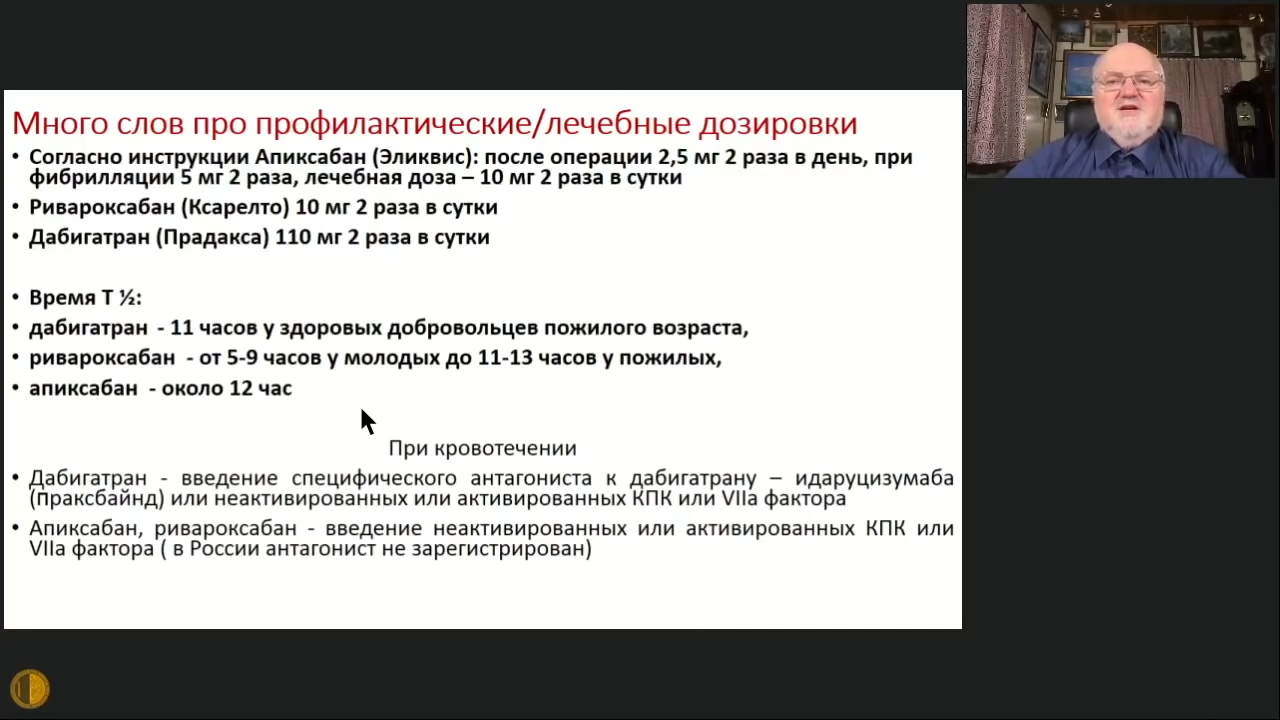 Много слов про профилактические/лечебные дозировки
• Согласно инструкции Апиксабан (Эликвис): после операции 2,5 мг 2 раза в день, при
фибрилляции 5 мг 2 раза, лечебная доза – 10 мг 2 раза в сутки
• Ривароксабан (Ксарелто) 10 мг 2 раза в сутки
• Дабигатран (Прадакса) 110 мг 2 раза в сутки
• Время Т ½:
• дабигатран - 11 часов у здоровых добровольцев пожилого возраста,
• ривароксабан - от 5-9 часов у молодых до 11-13 часов у пожилых,
• апиксабан - около 12 час
При кровотечении
• Дабигатран - введение специфического антагониста к дабигатрану – идаруцизумаба
(праксбайнд) или неактивированных или активированных КПК или VIIа фактора
• Апиксабан, ривароксабан - введение неактивированных или активированных КПК или
VIIа фактора ( в России антагонист не зарегистрирован)